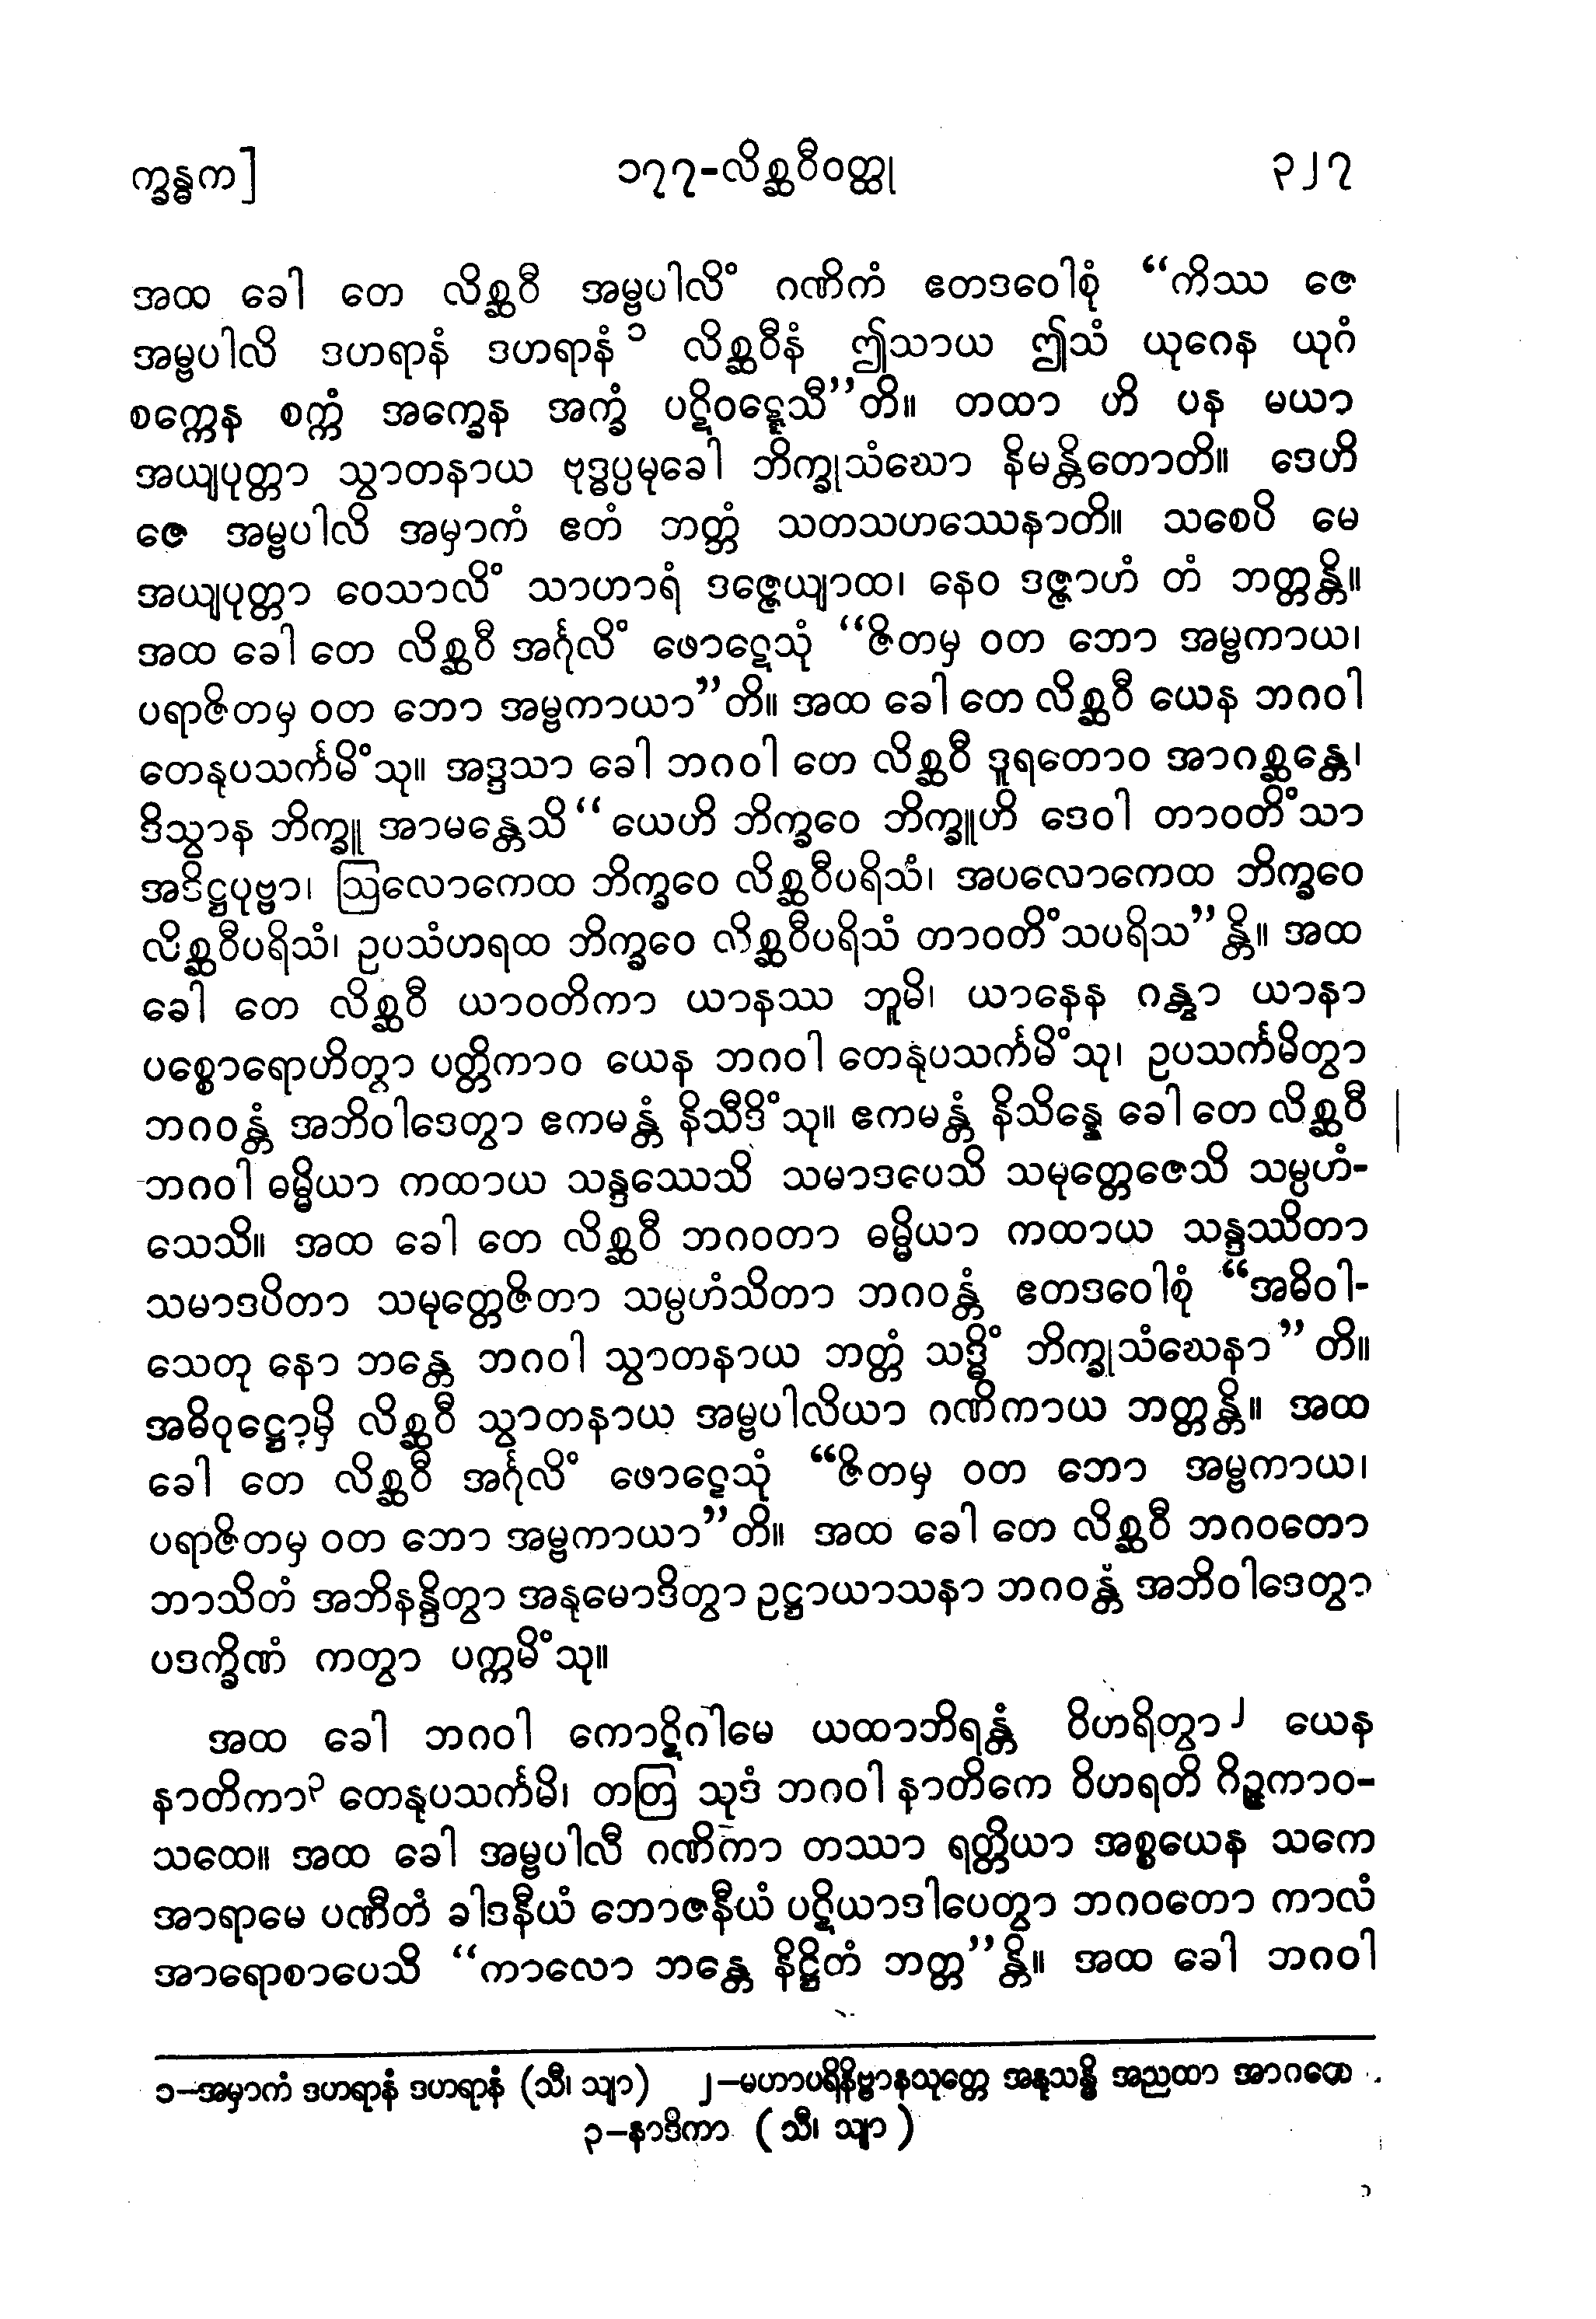 က္ခန္ဓက]
၁၇၇-လိစ္ဆဝီဝတ္ထု
၃၂၇
အထ ခေါ တေ လိစ္ဆဝီ အမ္ဗပါလိံ ဂဏိကံ ဧတဒဝေါစုံ “ကိဿ ဇေ
အမ္ဗပါလိ ဒဟရာနံ ဒဟရာနံ ၁ လိစ္ဆဝီနံ ဤသာယ ဤသံ ယုဂေန ယုဂံ
စက္ကေန စက္ကံ အက္ခေန အက္ခံ ပဋိဝဋ္ဋေသီ”တိ။ တထာ ဟိ ပန မယာ
အယျပုတ္တာ သွာတနာယ ဗုဒ္ဓပ္ပမုခေါ ဘိက္ခုသံဃော နိမန္တိတောတိ။ ဒေဟိ
ဇေ အမ္ဗပါလိ အမှာကံ ဧတံ ဘတ္တံ သတသဟဿေနာတိ။ သစေပိ မေ
အယျပုတ္တာ ဝေသာလိံ သာဟာရံ ဒဇ္ဇေယျာထ၊ နေဝ ဒဇ္ဇာဟံ တံ ဘတ္တန္တိ။
အထ ခေါ တေ လိစ္ဆဝီ အင်္ဂုလိံ ဖောဋေသုံ “ဇိတမှ ဝတ ဘော အမ္ဗကာယ၊
ပရာဇိတမှ ဝတ ဘော အမ္ဗကာယာ”တိ။ အထ ခေါ တေ လိစ္ဆဝီ ယေန ဘဂဝါ
တေနုပသင်္ကမိံသု။ အဒ္ဒသာ ခေါ ဘဂဝါ တေ လိစ္ဆဝီ ဒူရတောဝ အာဂစ္ဆန္တေ၊
ဒိသွာန ဘိက္ခူ အာမန္တေသိ “ယေဟိ ဘိက္ခဝေ ဘိက္ခူဟိ ဒေဝါ တာဝတိံသာ
အဒိဋ္ဌပုဗ္ဗာ၊ ဩလောကေထ ဘိက္ခဝေ လိစ္ဆဝီပရိသံ၊ အပလောကေထ ဘိက္ခဝေ
လိစ္ဆဝီပရိသံ၊ ဥပသံဟရထ ဘိက္ခဝေ လိစ္ဆဝီပရိသံ တာဝတိံသပရိသ”န္တိ။ အထ
ခေါ တေ လိစ္ဆဝီ ယာဝတိကာ ယာနဿ ဘူမိ၊ ယာနေန ဂန္တွာ ယာနာ
ပစ္စောရောဟိတွာ ပတ္တိကာဝ ယေန ဘဂဝါ တေနုပသင်္ကမိံသု၊ ဥပသင်္ကမိတွာ
ဘဂဝန္တံ အဘိဝါဒေတွာ ဧကမန္တံ နိသီဒိံသု။ ဧကမန္တံ နိသိန္နေ ခေါ တေ လိစ္ဆဝီ
ဘဂဝါ ဓမ္မိယာ ကထာယ သန္ဒဿေသိ သမာဒပေသိ သမုတ္တေဇေသိ သမ္ပဟံ-
သေသိ။ အထ ခေါ တေ လိစ္ဆဝီ ဘဂဝတာ ဓမ္မိယာ ကထာယ သန္ဒဿိတာ
သမာဒပိတာ သမုတ္တေဇိတာ သမ္ပဟံသိတာ ဘဂဝန္တံ ဧတဒဝေါစုံ “အဓိဝါ-
သေတု နော ဘန္တေ ဘဂဝါ သွာတနာယ ဘတ္တံ သဒ္ဓိံ ဘိက္ခုသံဃေနာ”တိ။
အဓိဝုဋ္ဌောမှိ လိစ္ဆဝီ သွာတနာယ အမ္ဗပါလိယာ ဂဏိကာယ ဘတ္တန္တိ။ အထ
ခေါ တေ လိစ္ဆဝီ အင်္ဂုလိံ ဖောဋေသုံ “ဇိတမှ ဝတ ဘော အမ္ဗကာယ၊
ပရာဇိတမှ ဝတ ဘော အမ္ဗကာယာ”တိ။ အထ ခေါ တေ လိစ္ဆဝီ ဘဂဝတော
ဘာသိတံ အဘိနန္ဒိတွာ အနုမောဒိတွာ ဥဋ္ဌာယာသနာ ဘဂဝန္တံ အဘိဝါဒေတွာ
ပဒက္ခိဏံ ကတွာ ပက္ကမိံသု။
အထ ခေါ ဘဂဝါ ကောဋိဂါမေ ယထာဘိရန္တံ ဝိဟရိတွာ ၂ ယေန
နာတိကာ ၃ တေနုပသင်္ကမိ၊ တတြ သုဒံ ဘဂဝါ နာတိကေ ဝိဟရတိ ဂိဉ္ဇကာဝ-
သထေ။ အထ ခေါ အမ္ဗပါလီ ဂဏိကာ တဿာ ရတ္တိယာ အစ္စယေန သကေ
အာရာမေ ပဏီတံ ခါဒနီယံ ဘောဇနီယံ ပဋိယာဒါပေတွာ ဘဂဝတော ကာလံ
အာရောစာပေသိ “ကာလော ဘန္တေ နိဋ္ဌိတံ ဘတ္တ”န္တိ။ အထ ခေါ ဘဂဝါ
၁–အမှာကံ ဒဟရာနံ ဒဟရာနံ (သီ၊ သျာ) ၂–မဟာပရိနိဗ္ဗာနသုတ္တေ အနုသန္ဓိ အညထာ အာဂတော
၃–နာဒိကာ (သီ၊ သျာ)